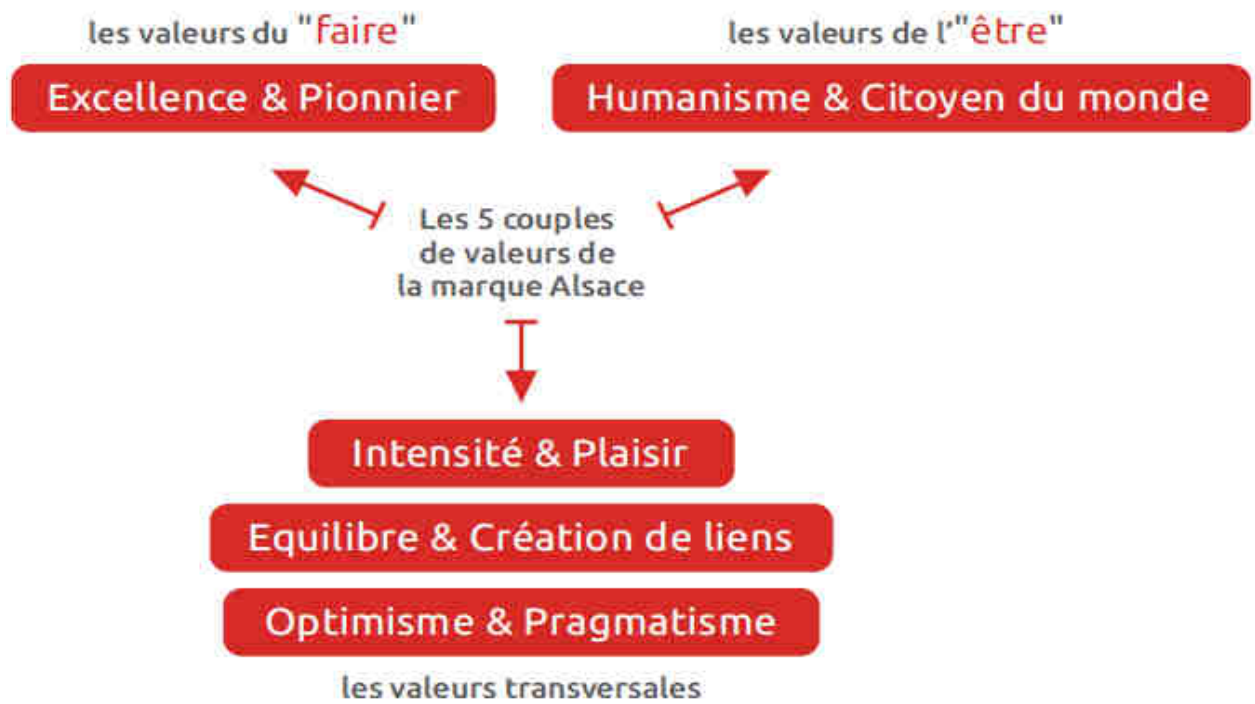 les valeurs du "faire"
les valeurs de l'"être"
Excellence & Pionnier
Humanisme & Citoyen du monde
Les 5 couples
de valeurs de
la marque Alsace
Intensité & Plaisir
Equilibre & Création de liens
Optimisme & Pragmatisme
les valeurs transversales